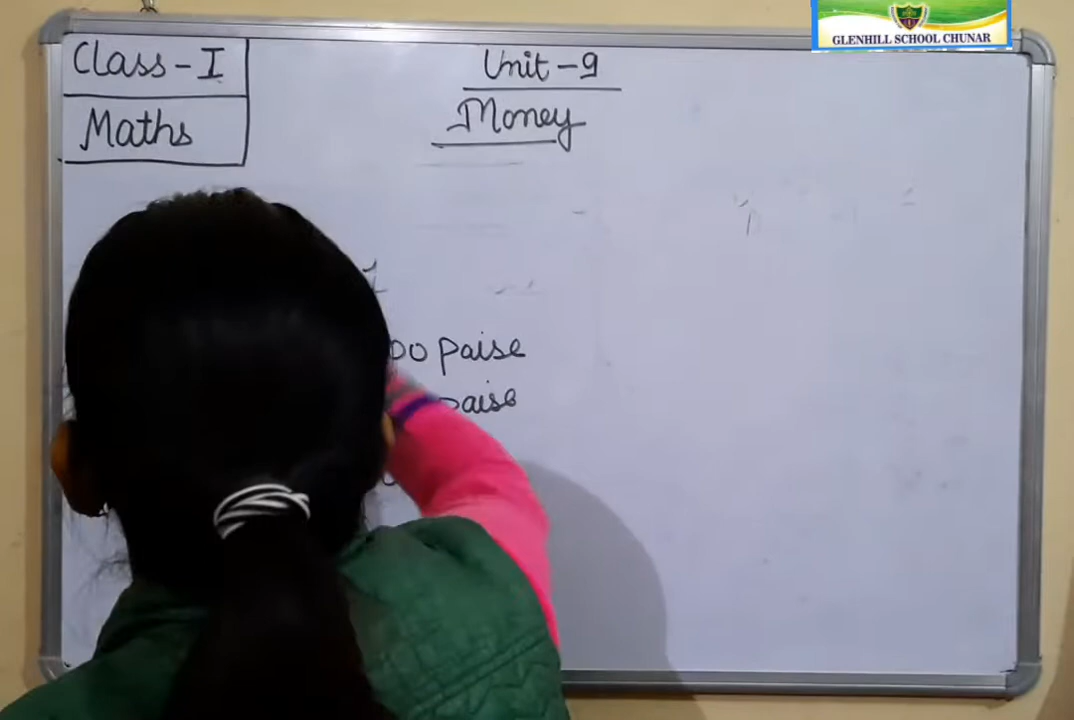 GLENHILL SCHOOL CHUNAR
Class-I
Unit-9
Maths
Money
00 paise
paise